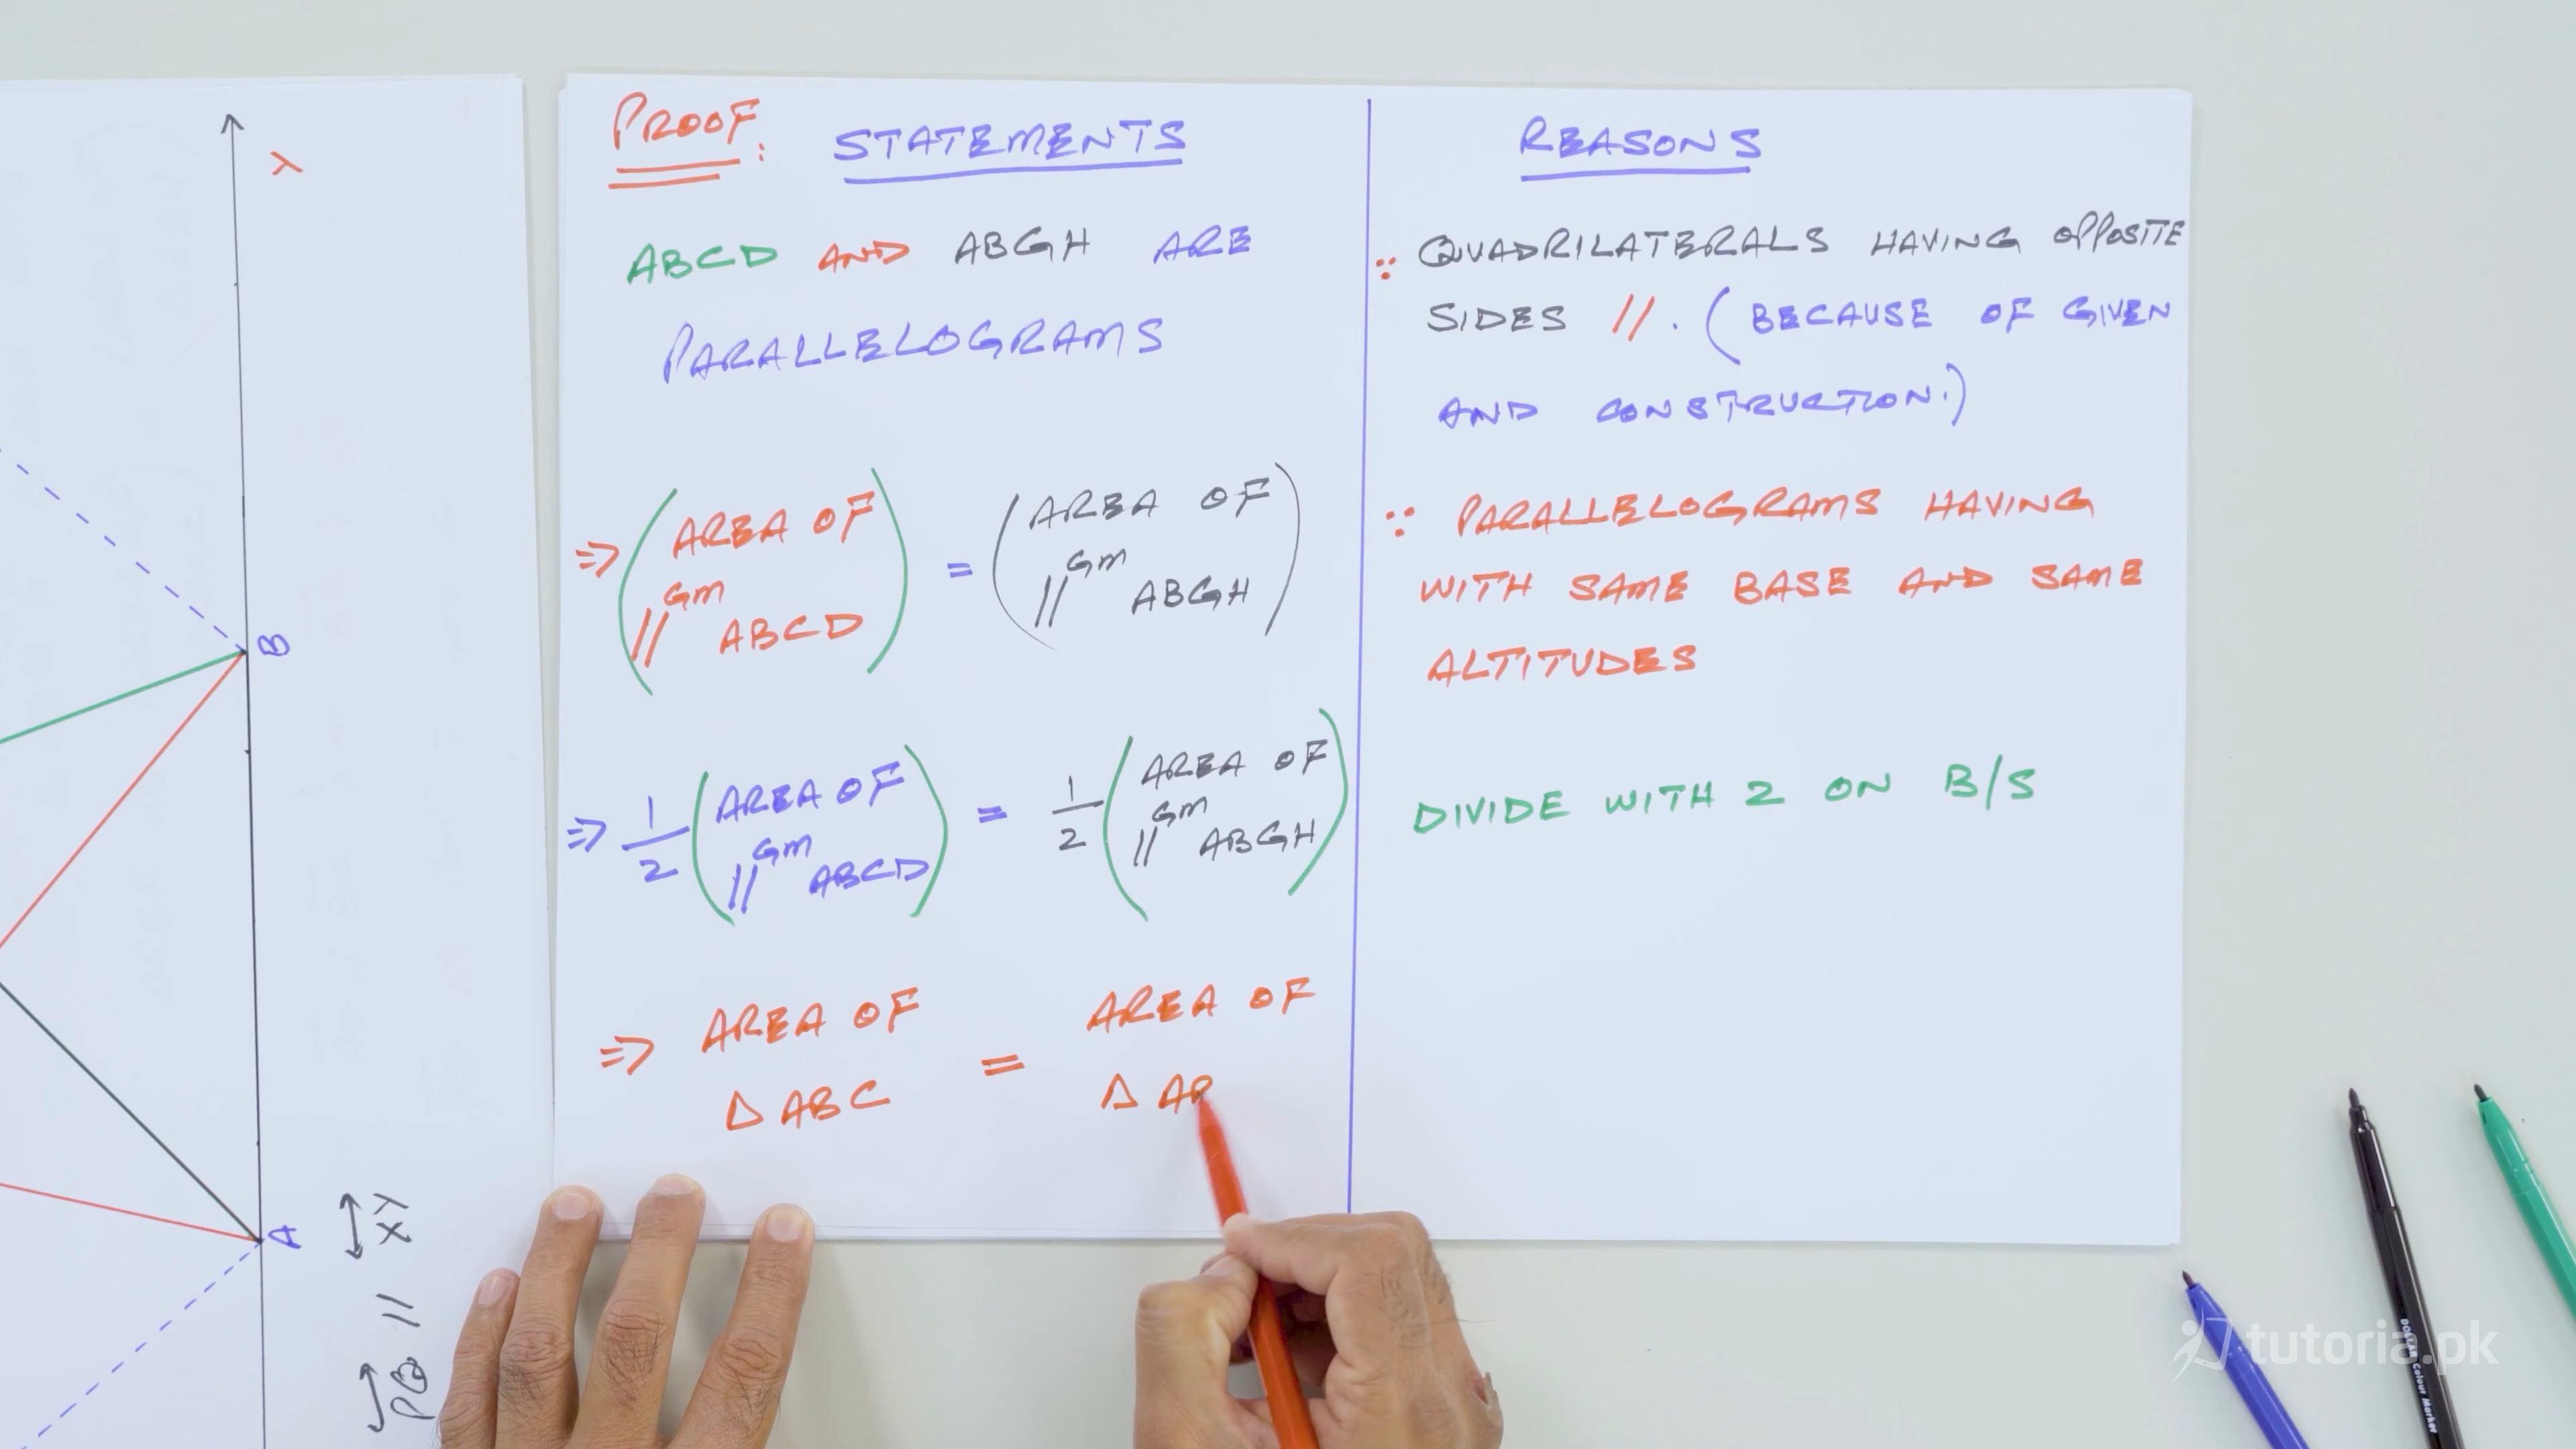 PROOF: STATEMENTS
ABCD AND ABGH ARE
PARALLELOGRAMS
⇒ (AREA OF //GM ABCD) = (AREA OF //GM ABGH)
⇒ 1/2 (AREA OF //GM ABCD) = 1/2 (AREA OF //GM ABGH)
⇒ AREA OF = AREA OF
Δ ABC Δ AB
REASONS
∵ QUADRILATERALS HAVING OPPOSITE
SIDES //. (BECAUSE OF GIVEN
AND CONSTRUCTION.)
∵ PARALLELOGRAMS HAVING
WITH SAME BASE AND SAME
ALTITUDES
DIVIDE WITH 2 ON B/S
Y
B
A
PQ // XY
tutoria.pk